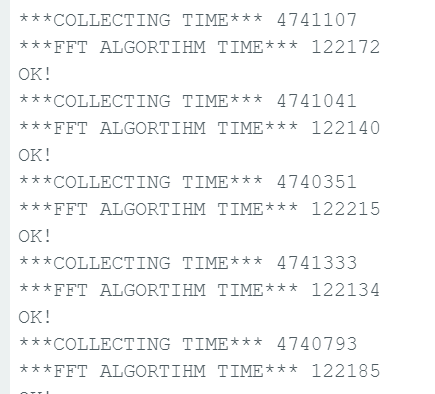 ***COLLECTING TIME*** 4741107
***FFT ALGORTIHM TIME*** 122172
OK!
***COLLECTING TIME*** 4741041
***FFT ALGORTIHM TIME*** 122140
OK!
***COLLECTING TIME*** 4740351
***FFT ALGORTIHM TIME*** 122215
OK!
***COLLECTING TIME*** 4741333
***FFT ALGORTIHM TIME*** 122134
OK!
***COLLECTING TIME*** 4740793
***FFT ALGORTIHM TIME*** 122185
OK!